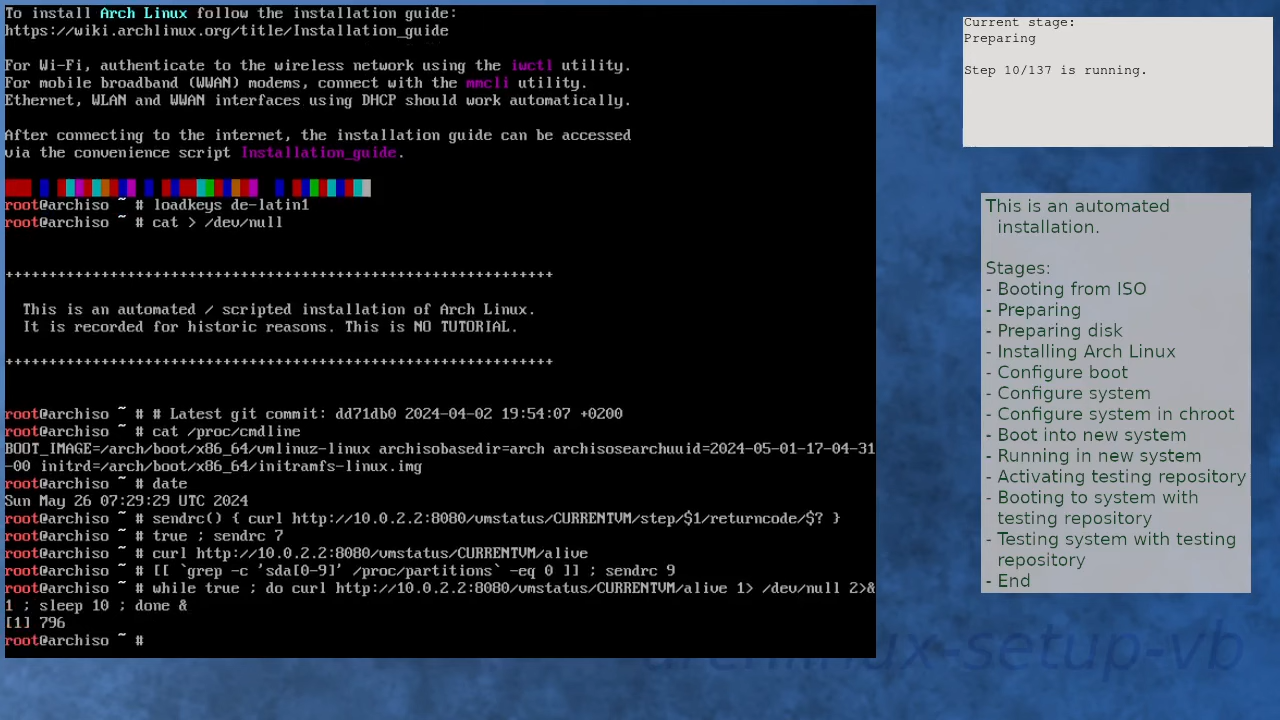 To install Arch Linux follow the installation guide:
https://wiki.archlinux.org/title/Installation_guide
For Wi-Fi, authenticate to the wireless network using the iwctl utility.
For mobile broadband (WWAN) modems, connect with the mmcli utility.
Ethernet, WLAN and WWAN interfaces using DHCP should work automatically.
After connecting to the internet, the installation guide can be accessed
via the convenience script Installation_guide.
root@archiso ~ # loadkeys de-latin1
root@archiso ~ # cat > /dev/null
+++++++++++++++++++++++++++++++++++++++++++++++++++++++++++++++
This is an automated / scripted installation of Arch Linux.
It is recorded for historic reasons. This is NO TUTORIAL.
+++++++++++++++++++++++++++++++++++++++++++++++++++++++++++++++
root@archiso ~ # # Latest git commit: dd71db0 2024-04-02 19:54:07 +0200
root@archiso ~ # cat /proc/cmdline
BOOT_IMAGE=/arch/boot/x86_64/vmlinuz-linux archisobasedir=arch archisosearchuuid=2024-05-01-17-04-31
-00 initrd=/arch/boot/x86_64/initramfs-linux.img
root@archiso ~ # date
Sun May 26 07:29:29 UTC 2024
root@archiso ~ # sendrc() { curl http://10.0.2.2:8080/vmstatus/CURRENTVM/step/$1/returncode/$? }
root@archiso ~ # true ; sendrc 7
root@archiso ~ # curl http://10.0.2.2:8080/vmstatus/CURRENTVM/alive
root@archiso ~ # [[ `grep -c 'sda[0-9]' /proc/partitions` -eq 0 ]] ; sendrc 9
root@archiso ~ # while true ; do curl http://10.0.2.2:8080/vmstatus/CURRENTVM/alive 1> /dev/null 2>&
1 ; sleep 10 ; done &
[1] 796
root@archiso ~ #
Current stage:
Preparing
Step 10/137 is running.
This is an automated
installation.
Stages:
- Booting from ISO
- Preparing
- Preparing disk
- Installing Arch Linux
- Configure boot
- Configure system
- Configure system in chroot
- Boot into new system
- Running in new system
- Activating testing repository
- Booting to system with
testing repository
- Testing system with testing
repository
- End
archlinux-setup-vb